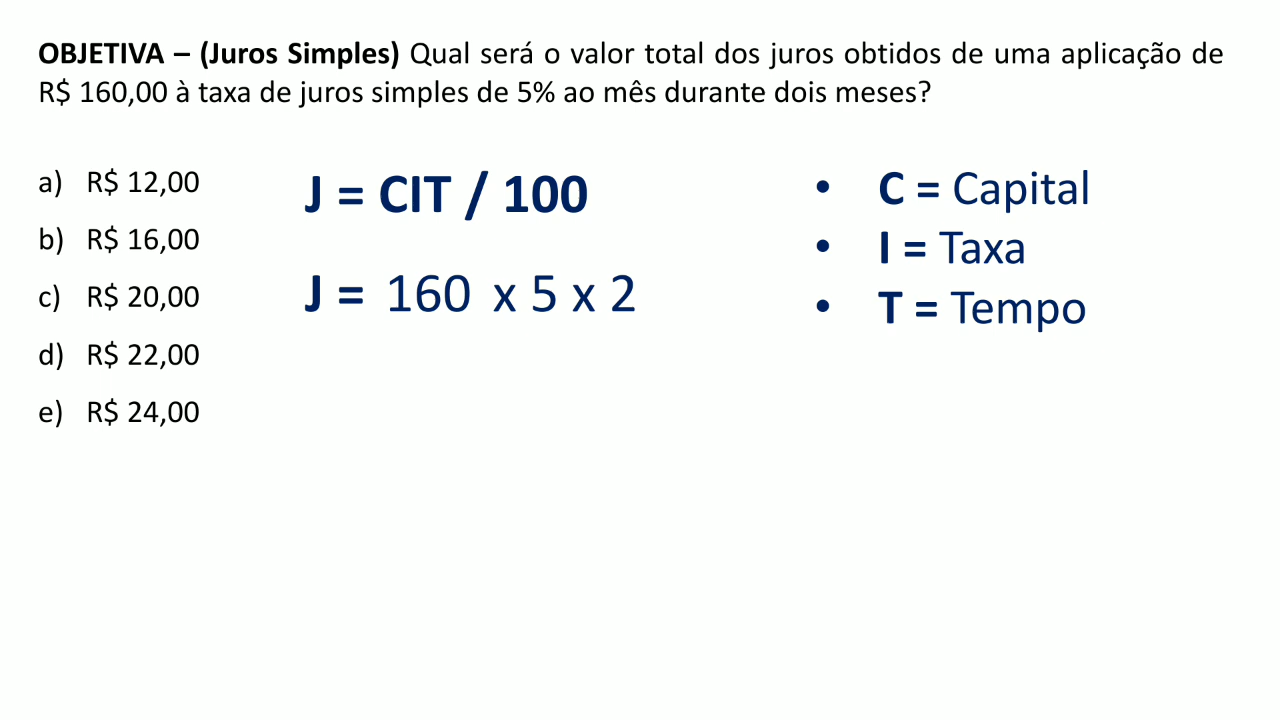 OBJETIVA – (Juros Simples) Qual será o valor total dos juros obtidos de uma aplicação de
R$ 160,00 à taxa de juros simples de 5% ao mês durante dois meses?
a) R$ 12,00
b) R$ 16,00
c) R$ 20,00
d) R$ 22,00
e) R$ 24,00
J = CIT / 100
J = 160 x 5 x 2
• C = Capital
• I = Taxa
• T = Tempo